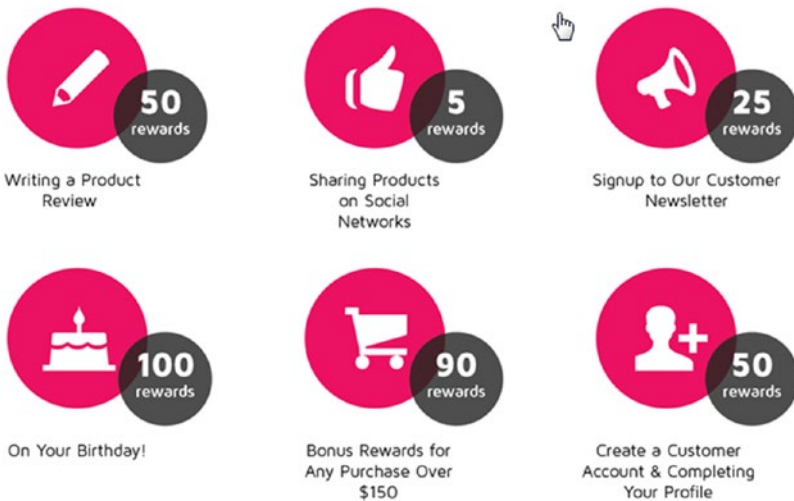 50
rewards
Writing a Product
Review
5
rewards
Sharing Products
on Social
Networks
25
rewards
Signup to Our Customer
Newsletter
100
rewards
On Your Birthday!
90
rewards
Bonus Rewards for
Any Purchase Over
$150
50
rewards
Create a Customer
Account & Completing
Your Profile